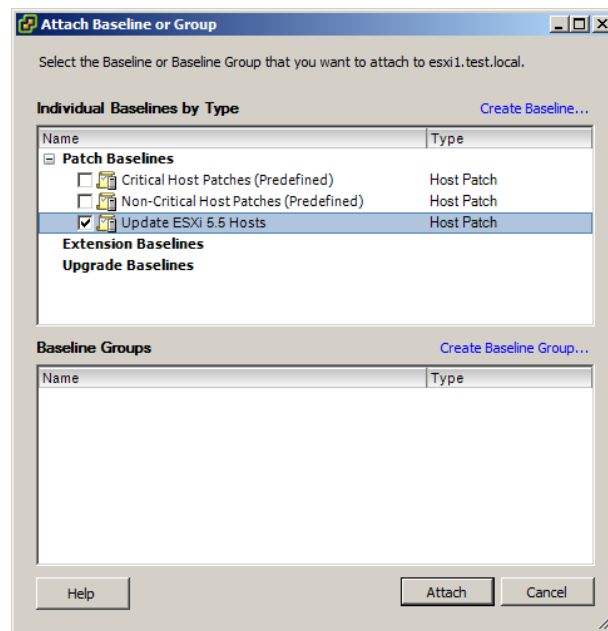 Attach Baseline or Group
Select the Baseline or Baseline Group that you want to attach to esxi1.test.local.
Individual Baselines by Type Create Baseline...
Name Type
Patch Baselines
Critical Host Patches (Predefined) Host Patch
Non-Critical Host Patches (Predefined) Host Patch
Update ESXi 5.5 Hosts Host Patch
Extension Baselines
Upgrade Baselines
Baseline Groups Create Baseline Group...
Name Type
Help Attach Cancel